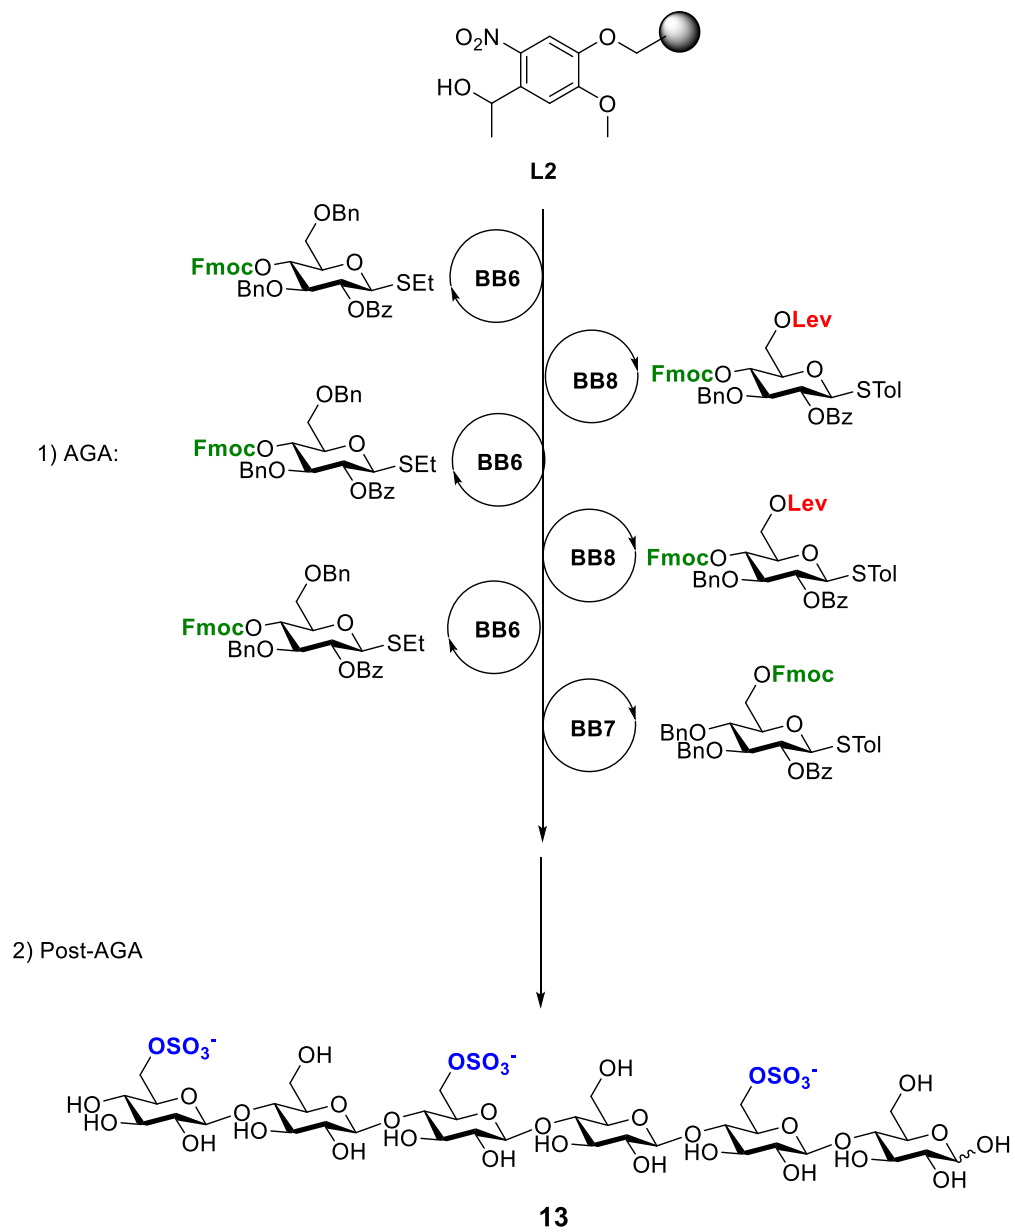 O₂N
O
HO
O
L2
OBn
FmocO
O
BnO
SEt
OBz
BB6
OLev
BB8
FmocO
O
BnO
STol
OBz
OBn
1) AGA:
FmocO
O
BnO
SEt
OBz
BB6
OLev
BB8
FmocO
O
BnO
STol
OBz
OBn
FmocO
O
BnO
SEt
OBz
BB6
OFmoc
BB7
BnO
O
BnO
STol
OBz
2) Post-AGA
OSO₃⁻
OH
OSO₃⁻
OH
OSO₃⁻
OH
HO
O
O
O
O
O
O
O
O
O
O
O
OH
HO
OH
HO
OH
HO
OH
HO
OH
HO
OH
HO
OH
13